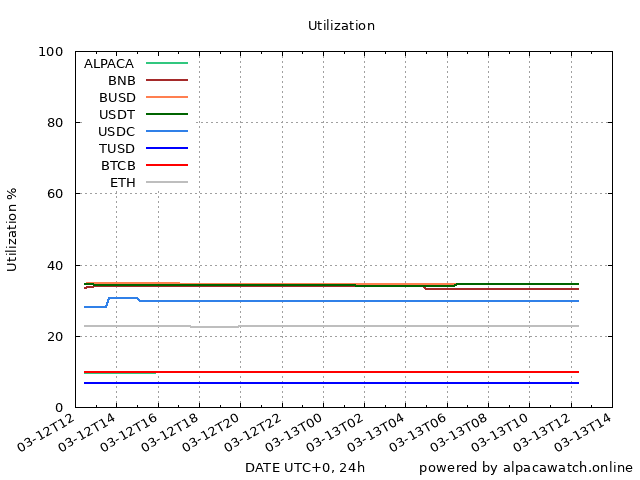 Utilization
100
80
60
40
20
0
Utilization %
ALPACA
BNB
BUSD
USDT
USDC
TUSD
BTCB
ETH
03-12T12
03-12T14
03-12T16
03-12T18
03-12T20
03-12T22
03-13T00
03-13T02
03-13T04
03-13T06
03-13T08
03-13T10
03-13T12
03-13T14
DATE UTC+0, 24h
powered by alpacawatch.online